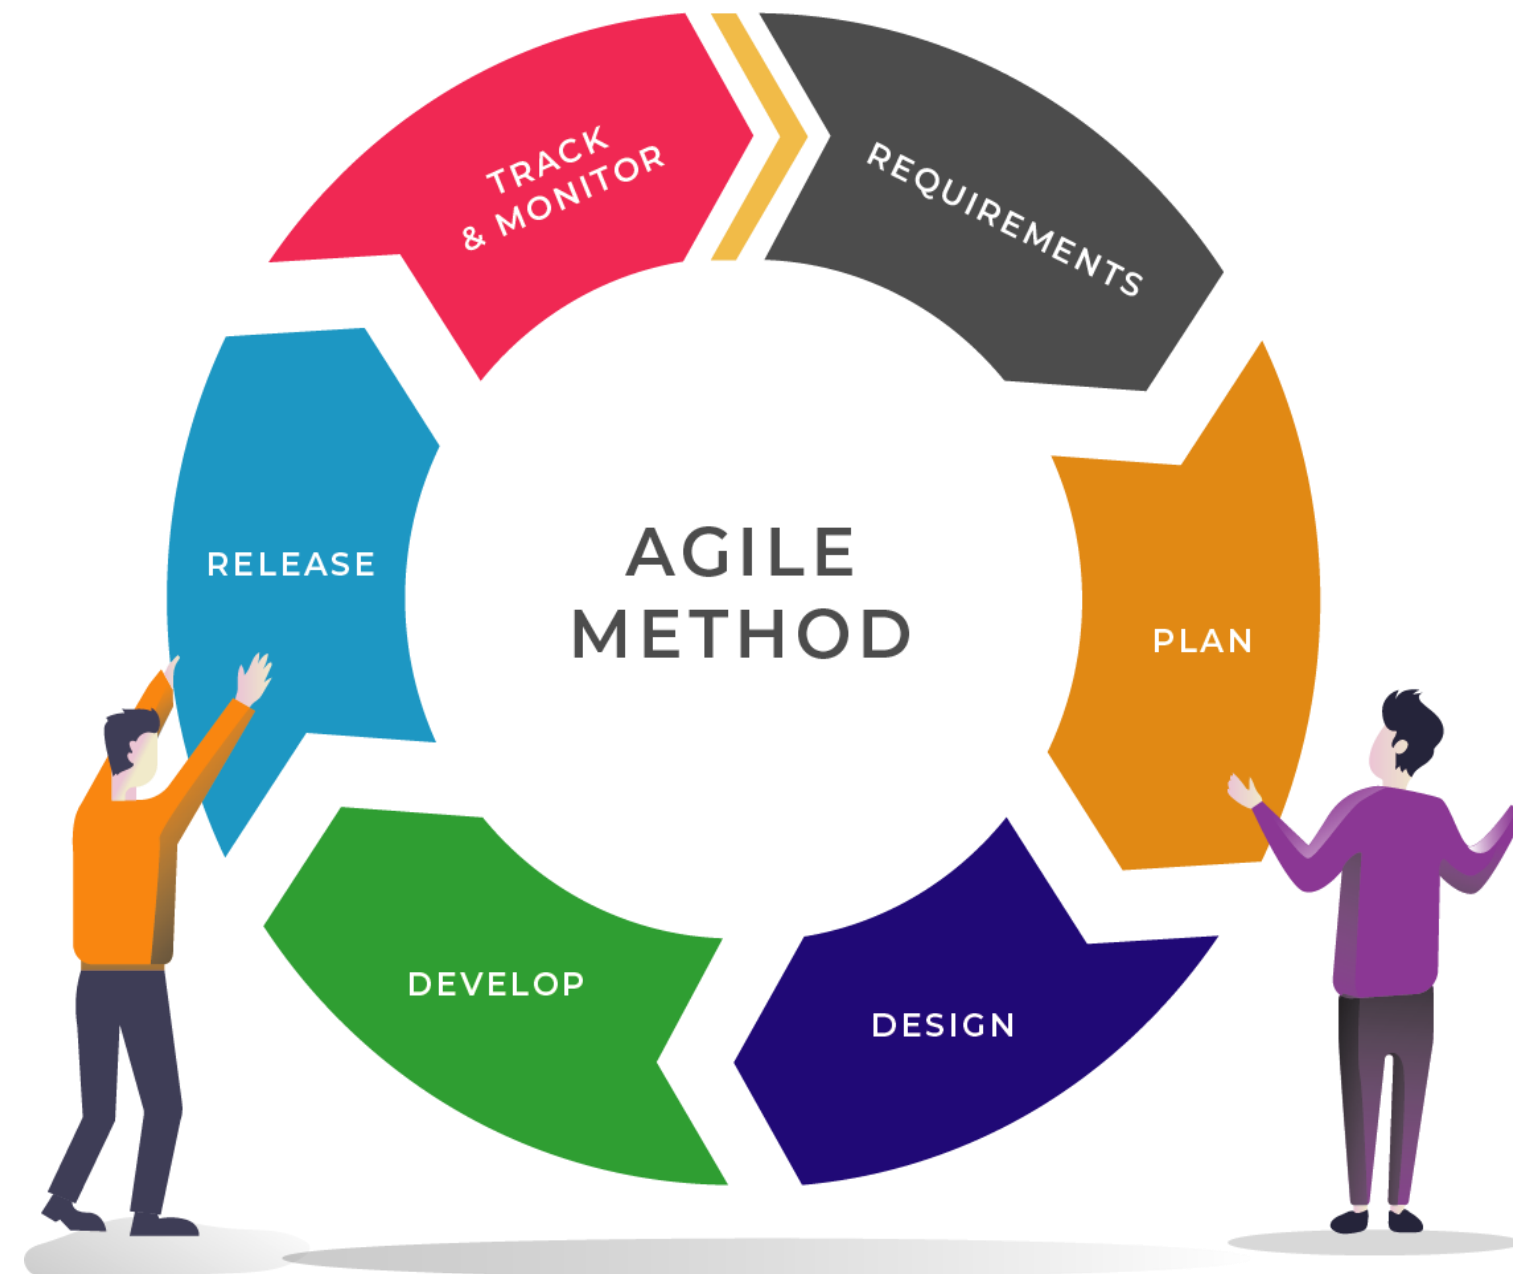 TRACK
& MONITOR
REQUIREMENTS
RELEASE
AGILE
METHOD
PLAN
DEVELOP
DESIGN